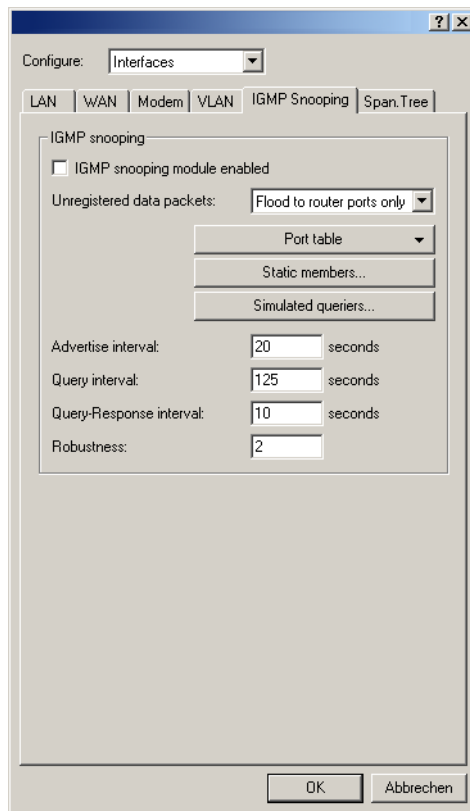 Configure: Interfaces
LAN WAN Modem VLAN IGMP Snooping Span.Tree
IGMP snooping
IGMP snooping module enabled
Unregistered data packets: Flood to router ports only
Port table
Static members...
Simulated queriers...
Advertise interval: 20 seconds
Query interval: 125 seconds
Query-Response interval: 10 seconds
Robustness: 2
OK Abbrechen